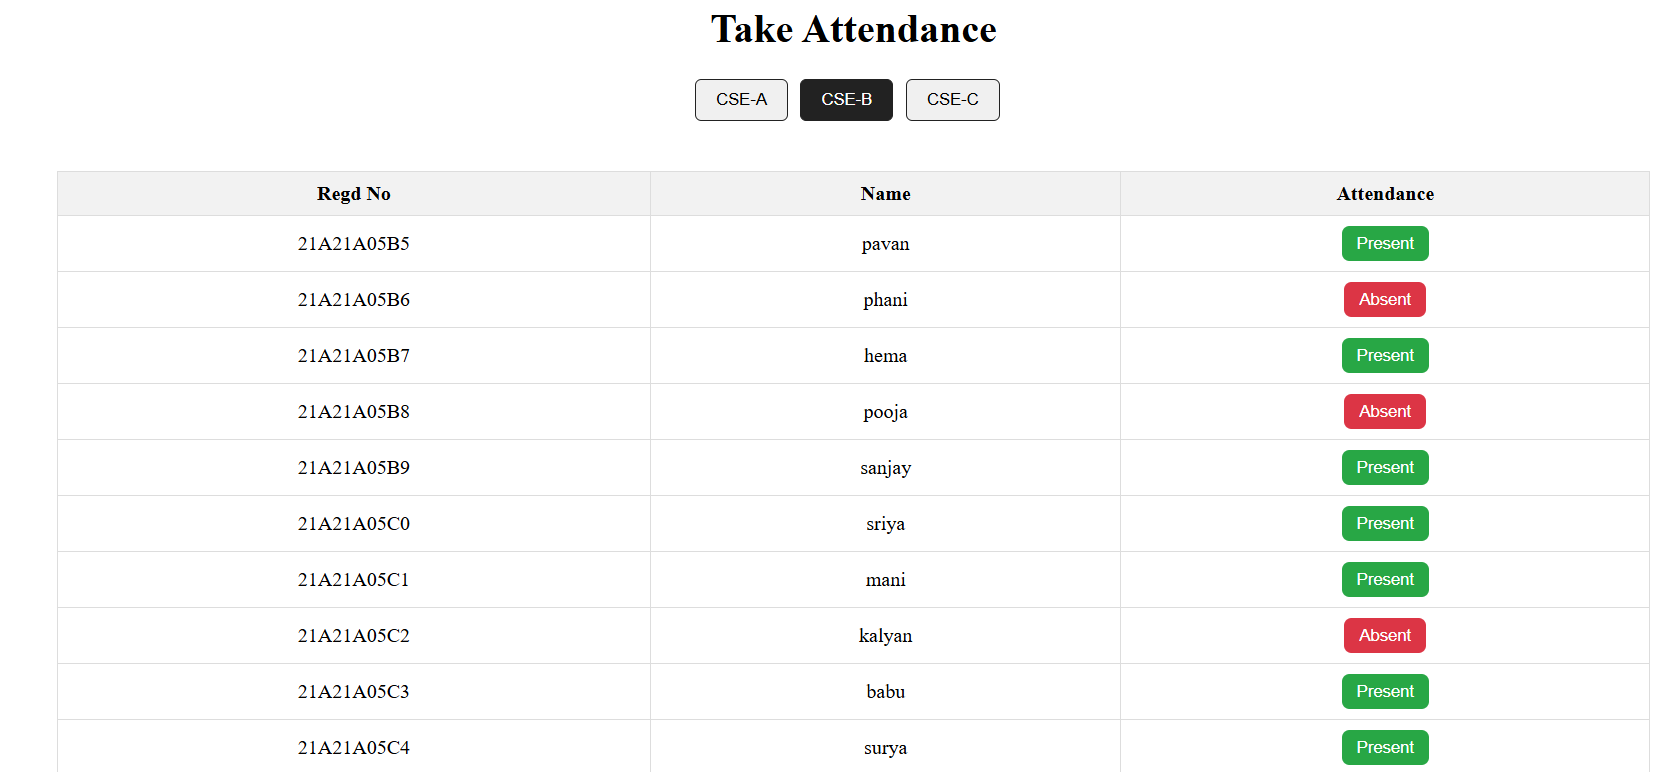 Take Attendance
CSE-A CSE-B CSE-C
Regd No Name Attendance
21A21A05B5 pavan Present
21A21A05B6 phani Absent
21A21A05B7 hema Present
21A21A05B8 pooja Absent
21A21A05B9 sanjay Present
21A21A05C0 sriya Present
21A21A05C1 mani Present
21A21A05C2 kalyan Absent
21A21A05C3 babu Present
21A21A05C4 surya Present